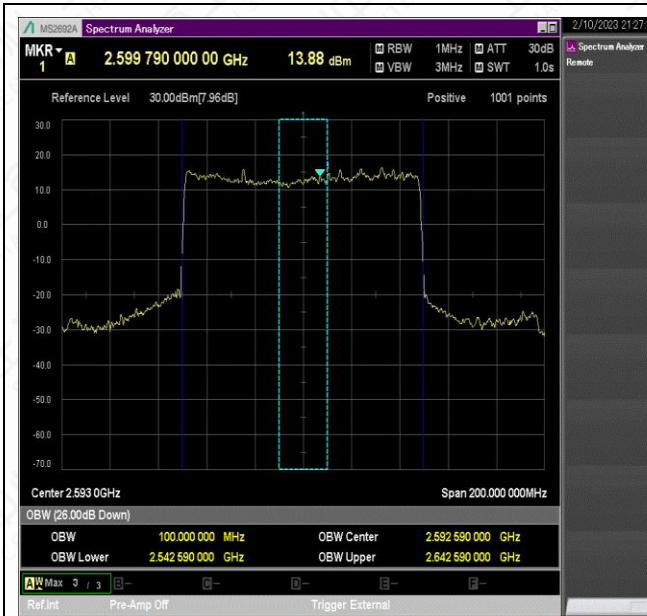 MS2692A Spectrum Analyzer
2/10/2023 21:27:
MKR 1 A 2.599 790 000 00 GHz 13.88 dBm
M RBW 1MHz M ATT 30dB
M VBW 3MHz M SWT 1.0s
Spectrum Analyzer
Remote
Reference Level 30.00dBm[7.96dB] Positive 1001 points
30.0
20.0
10.0
0.0
-10.0
-20.0
-30.0
-40.0
-50.0
-60.0
-70.0
Center 2.593 0GHz Span 200.000 000MHz
OBW (26.00dB Down)
OBW 100.000 000 MHz OBW Center 2.592 590 000 GHz
OBW Lower 2.542 590 000 GHz OBW Upper 2.642 590 000 GHz
A W Max 3 / 3 B- C- D- E- F-
Ref.Int Pre-Amp Off Trigger External